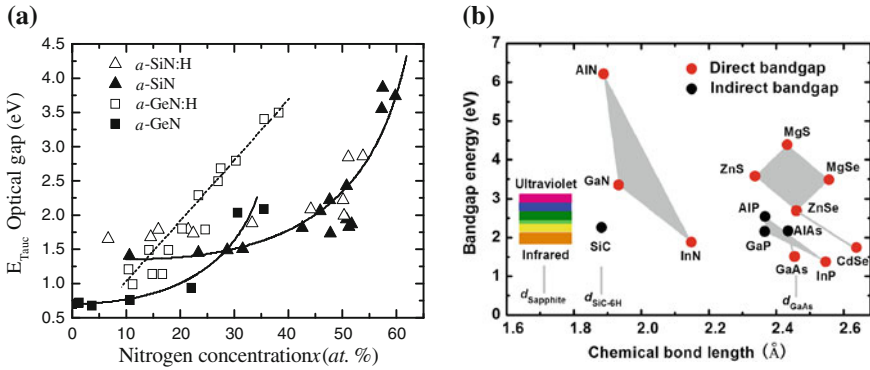 (a)
E_Tauc Optical gap (eV)
4.5
4.0
3.5
3.0
2.5
2.0
1.5
1.0
0.5
a-SiN:H
a-SiN
a-GeN:H
a-GeN
0 10 20 30 40 50 60
Nitrogen concentrationx(at. %)
(b)
Bandgap energy (eV)
7
6
5
4
3
2
1
0
Direct bandgap
Indirect bandgap
AlN
GaN
InN
MgS
ZnS
MgSe
ZnSe
AlP
AlAs
GaP
GaAs
InP
CdSe
SiC
Ultraviolet
Infrared
d_Sapphite
d_SiC-6H
d_GaAs
1.6 1.8 2.0 2.2 2.4 2.6
Chemical bond length (Å)